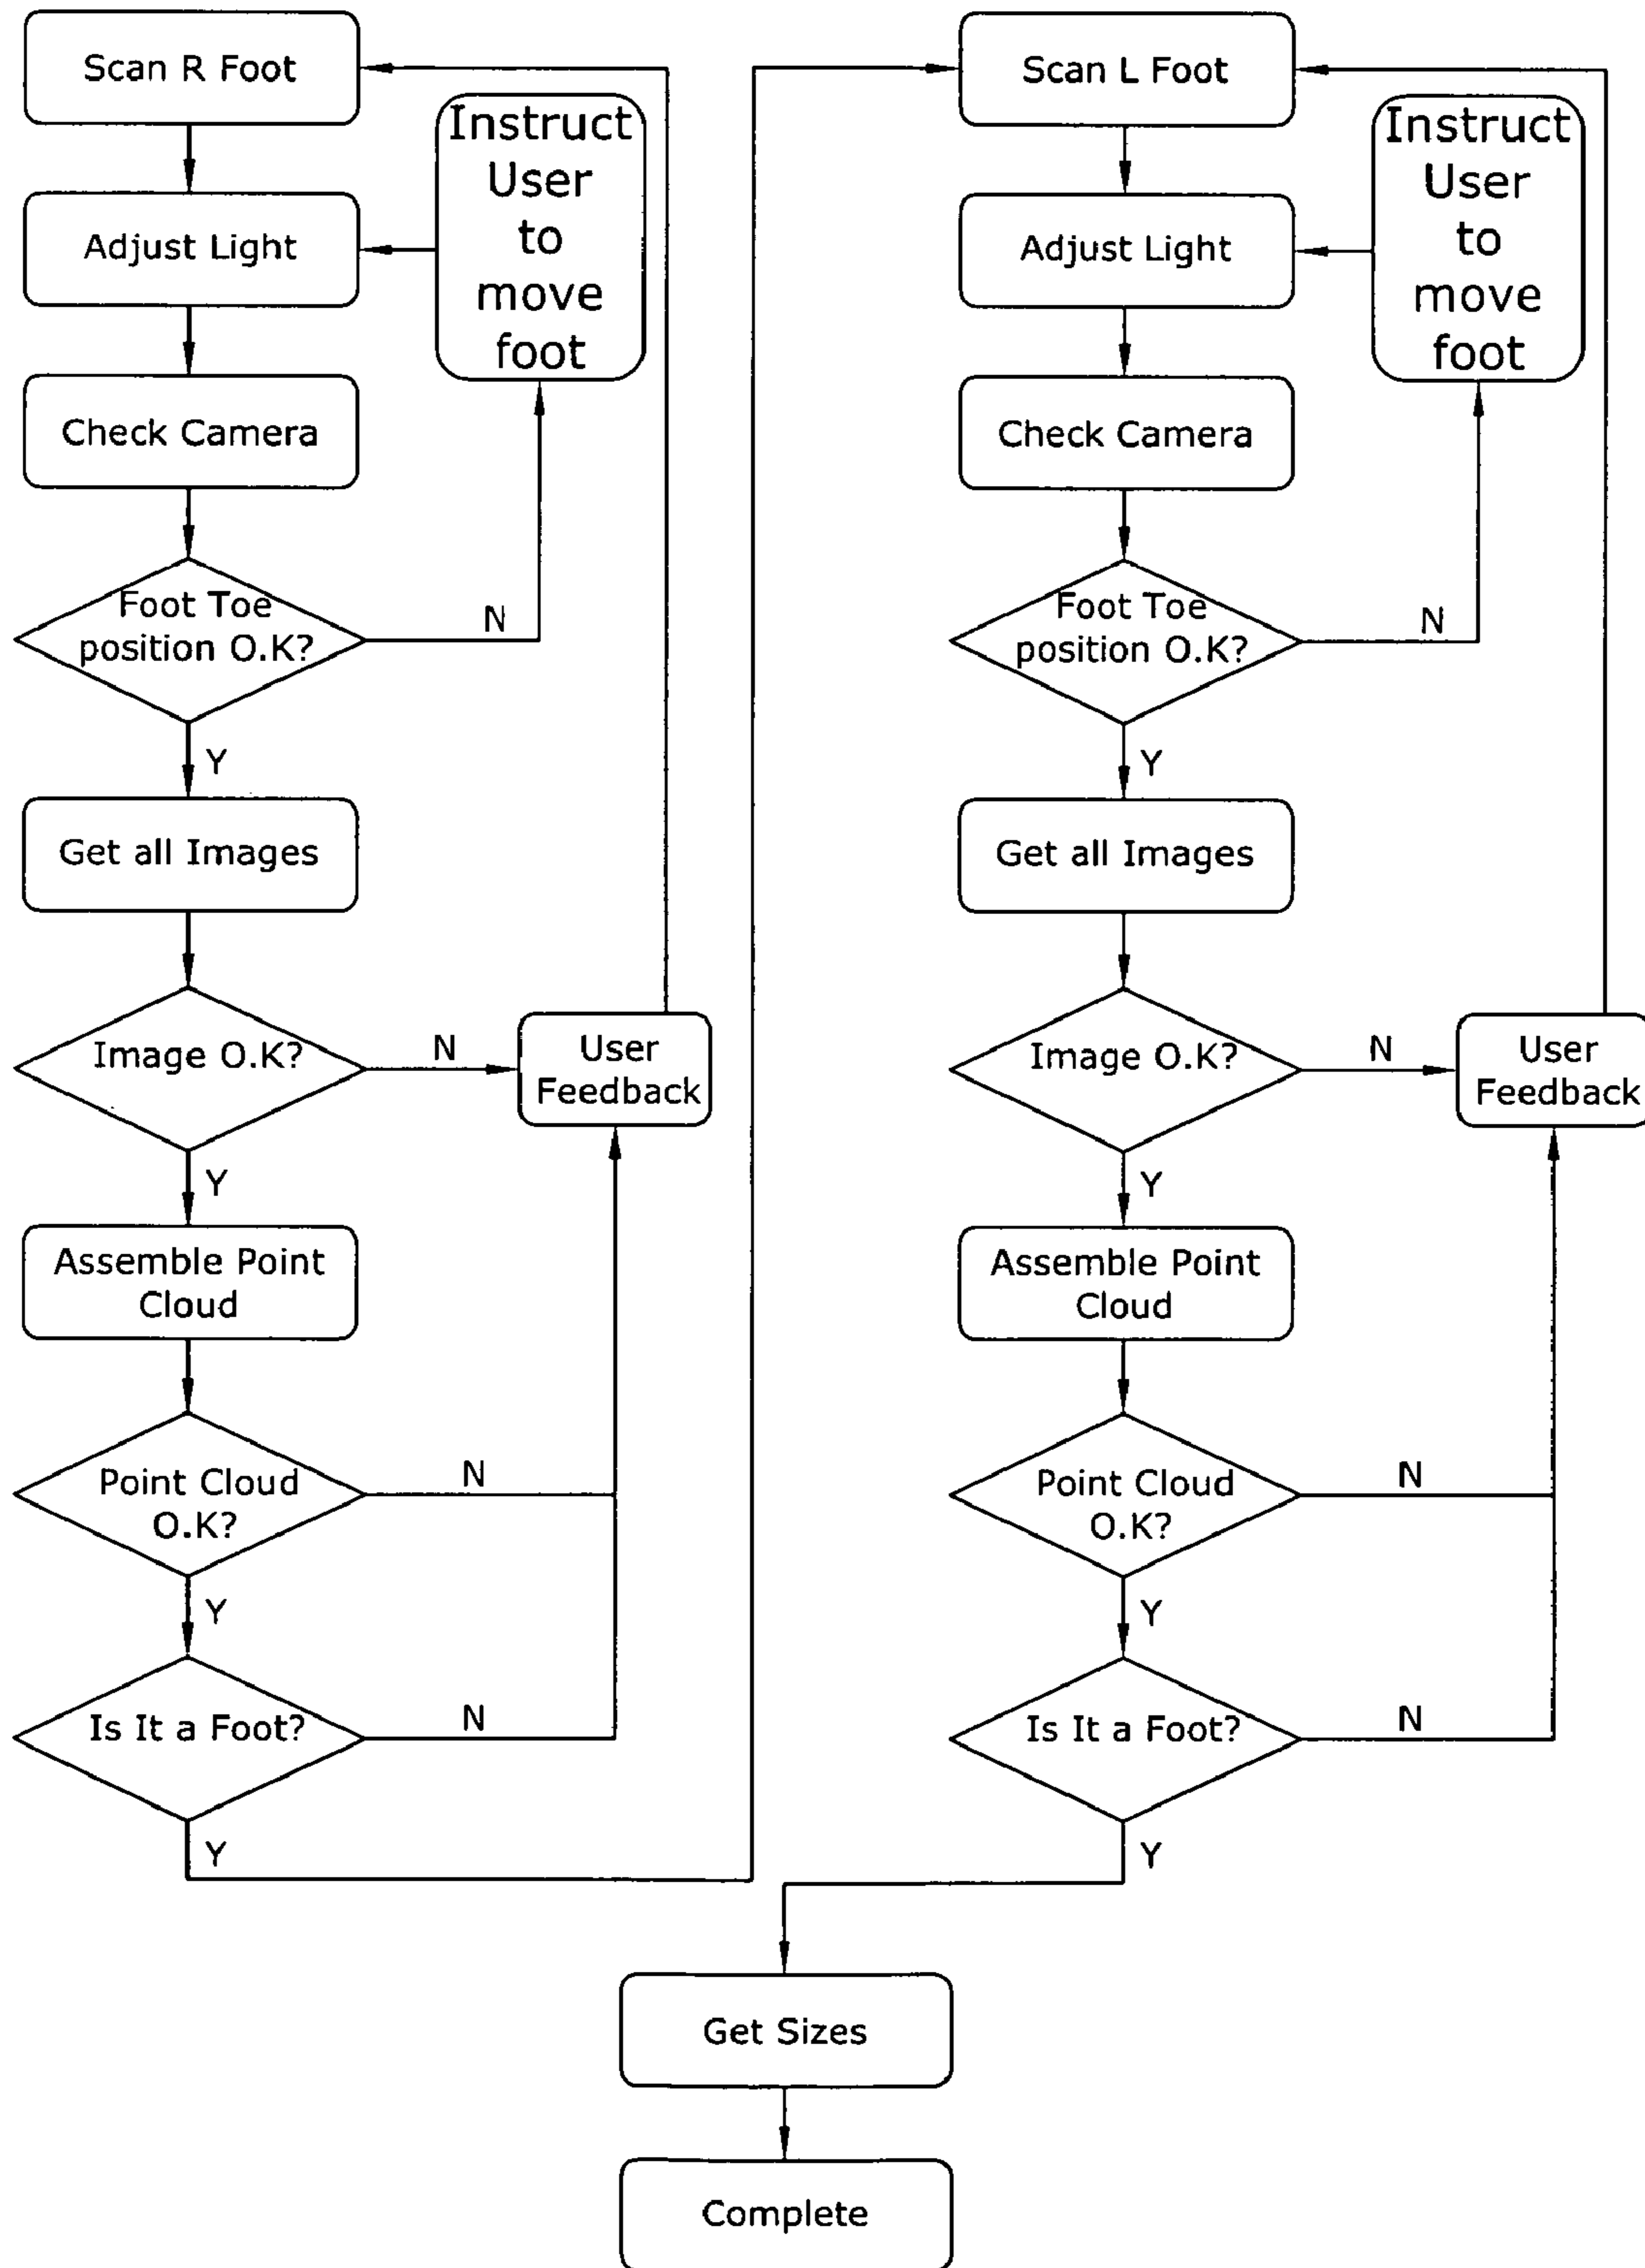 Scan R Foot
Instruct
User
to
move
foot
Adjust Light
Check Camera
Foot Toe
position O.K?
N
Y
Get all Images
Image O.K?
N
User
Feedback
Y
Assemble Point
Cloud
Point Cloud
O.K?
N
Y
Is It a Foot?
N
Y
Scan L Foot
Instruct
User
to
move
foot
Adjust Light
Check Camera
Foot Toe
position O.K?
N
Y
Get all Images
Image O.K?
N
User
Feedback
Y
Assemble Point
Cloud
Point Cloud
O.K?
N
Y
Is It a Foot?
N
Y
Get Sizes
Complete